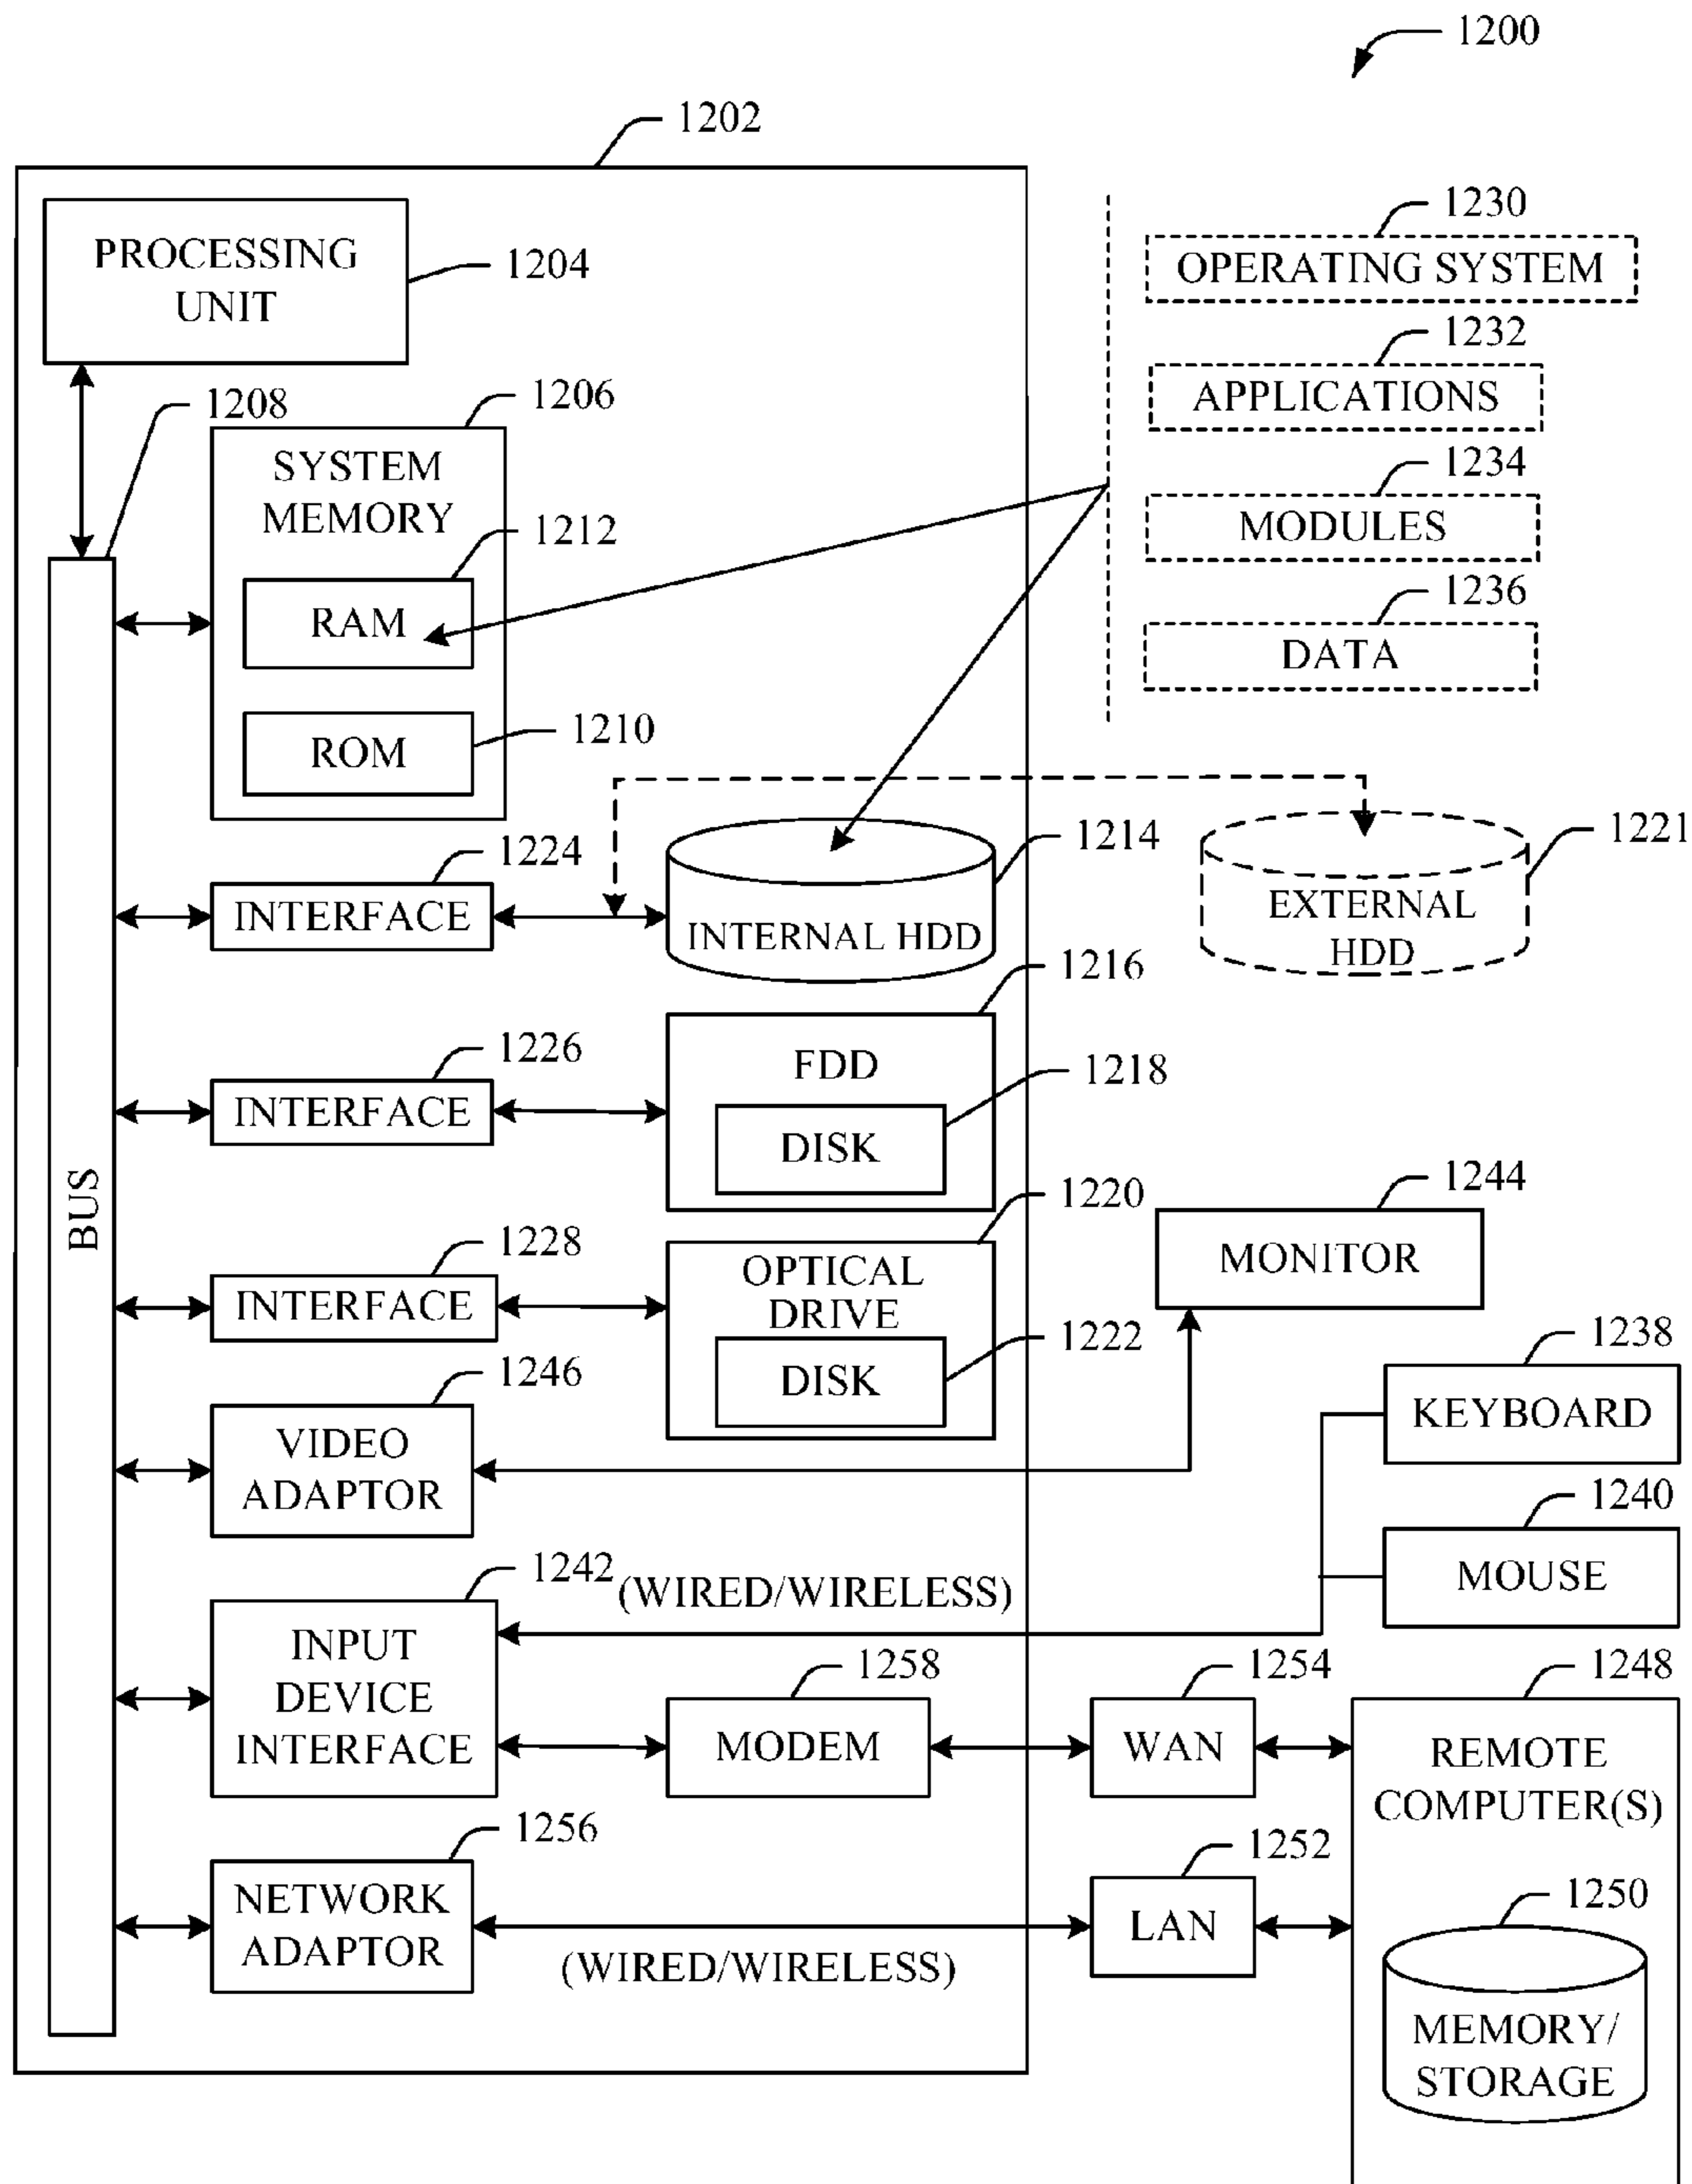 1200
1202
PROCESSING
UNIT
1204
1230
OPERATING SYSTEM
1232
APPLICATIONS
1234
MODULES
1236
DATA
1208
1206
SYSTEM
MEMORY
1212
RAM
1210
ROM
1224
INTERFACE
1214
INTERNAL HDD
1221
EXTERNAL
HDD
1216
FDD
1218
DISK
1226
INTERFACE
BUS
1220
OPTICAL
DRIVE
1222
DISK
1228
INTERFACE
1244
MONITOR
1238
KEYBOARD
1246
VIDEO
ADAPTOR
1240
MOUSE
1242
(WIRED/WIRELESS)
INPUT
DEVICE
INTERFACE
1258
MODEM
1254
WAN
1248
REMOTE
COMPUTER(S)
1256
NETWORK
ADAPTOR
(WIRED/WIRELESS)
1252
LAN
1250
MEMORY/
STORAGE